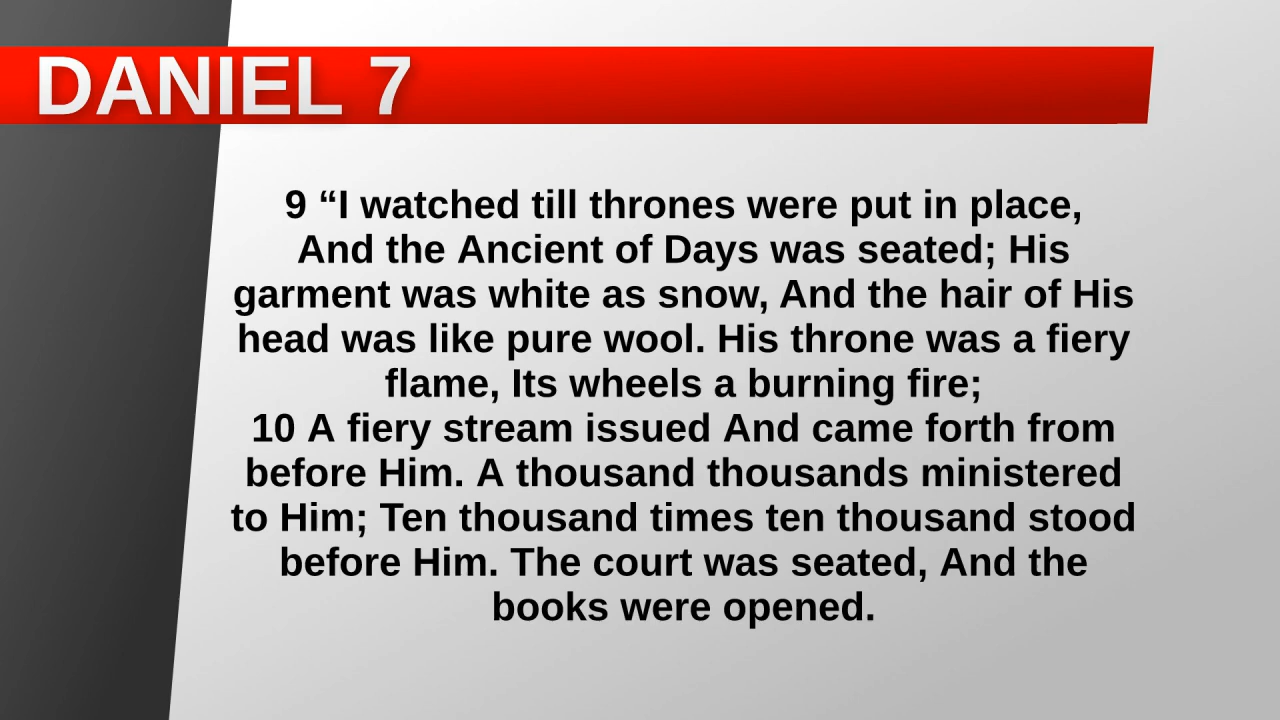 DANIEL 7
9 “I watched till thrones were put in place,
And the Ancient of Days was seated; His
garment was white as snow, And the hair of His
head was like pure wool. His throne was a fiery
flame, Its wheels a burning fire;
10 A fiery stream issued And came forth from
before Him. A thousand thousands ministered
to Him; Ten thousand times ten thousand stood
before Him. The court was seated, And the
books were opened.